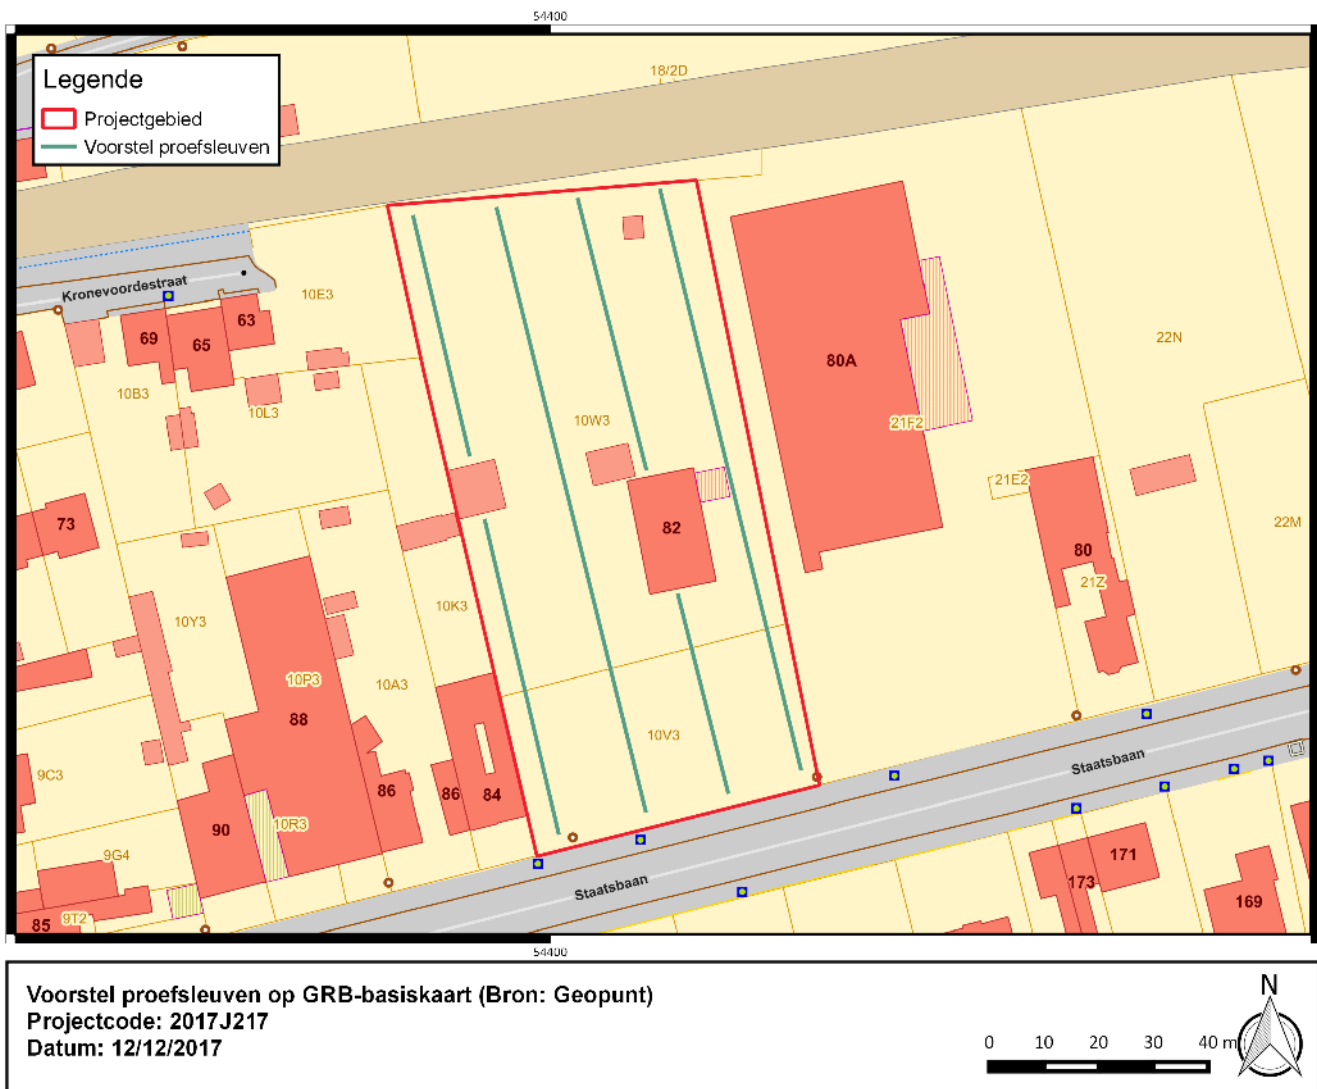 54400
Legende
Projectgebied
Voorstel proefsleuven
18/2D
Kronevoordestraat
10E3
69
65
63
10B3
10L3
80A
22N
10W3
21F2
21E2
73
82
22M
80
21Z
10K3
10Y3
10P3
10A3
88
10V3
9C3
86
86
84
Staatsbaan
90
10R3
9G4
171
173
169
Staatsbaan
85
9T2
54400
Voorstel proefsleuven op GRB-basiskaart (Bron: Geopunt)
Projectcode: 2017J217
Datum: 12/12/2017
0 10 20 30 40 m
N